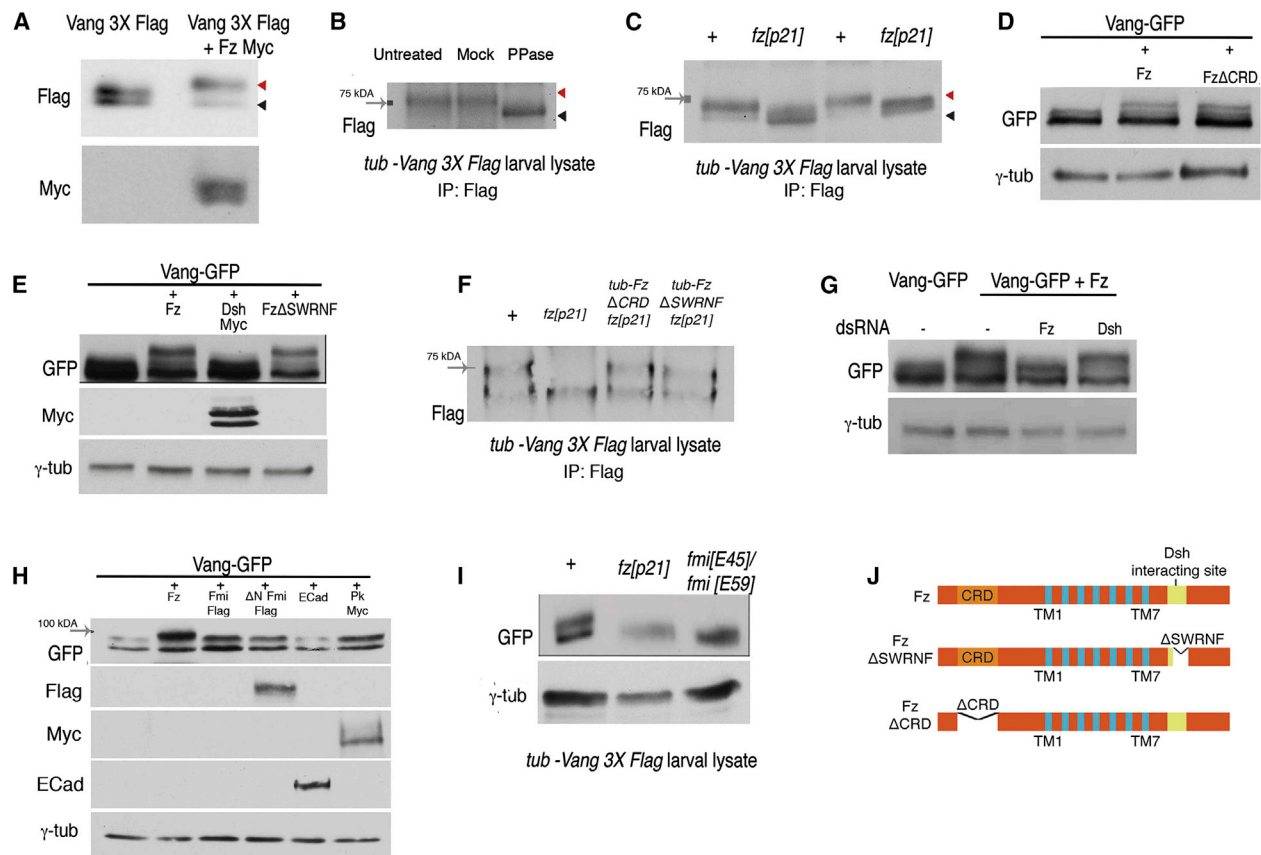 A
Vang 3X Flag
Vang 3X Flag
+ Fz Myc
Flag
Myc
B
Untreated
Mock
PPase
75 kDA
Flag
tub -Vang 3X Flag larval lysate
IP: Flag
C
+
fz[p21]
+
fz[p21]
75 kDA
Flag
tub -Vang 3X Flag larval lysate
IP: Flag
D
Vang-GFP
+
Fz
+
FzΔCRD
GFP
γ-tub
E
Vang-GFP
+
Fz
+
Dsh
Myc
+
FzΔSWRNF
GFP
Myc
γ-tub
F
+
fz[p21]
tub-Fz
ΔCRD
fz[p21]
tub-Fz
ΔSWRNF
fz[p21]
75 kDA
Flag
tub -Vang 3X Flag larval lysate
IP: Flag
G
Vang-GFP
Vang-GFP + Fz
dsRNA
-
-
Fz
Dsh
GFP
γ-tub
H
Vang-GFP
+
Fz
+
Fmi
Flag
+
ΔN Fmi
Flag
+
ECad
+
Pk
Myc
100 kDA
GFP
Flag
Myc
ECad
γ-tub
I
+
fz[p21]
fmi[E45]/
fmi [E59]
GFP
γ-tub
tub -Vang 3X Flag larval lysate
J
Dsh
interacting site
Fz
CRD
TM1
TM7
Fz
ΔSWRNF
ΔSWRNF
CRD
TM1
TM7
Fz
ΔCRD
ΔCRD
TM1
TM7